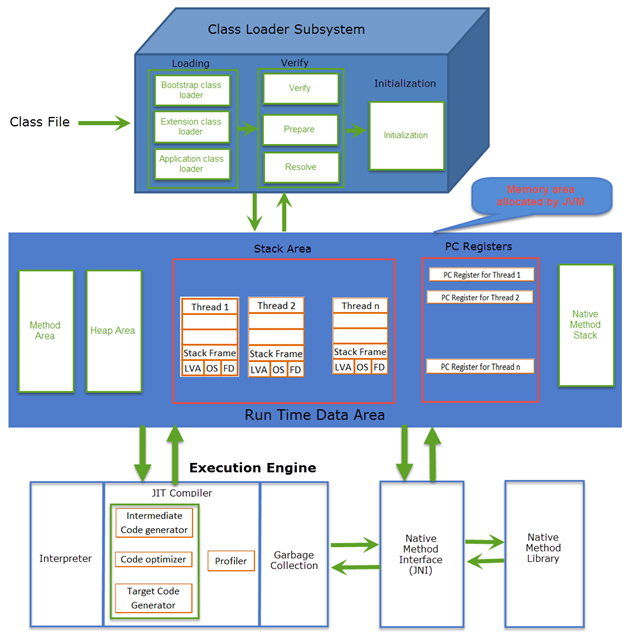 Class Loader Subsystem
Loading
Verify
Initialization
Bootstrap class
loader
Extension class
loader
Application class
loader
Verify
Prepare
Resolve
Initialization
Class File
Memory area
allocated by JVM
Stack Area
PC Registers
Method
Area
Heap Area
Thread 1
Stack Frame
LVA OS FD
Thread 2
Stack Frame
LVA OS FD
Thread n
Stack Frame
LVA OS FD
PC Register for Thread 1
PC Register for Thread 2
PC Register for Thread n
Native
Method
Stack
Run Time Data Area
Execution Engine
Interpreter
JIT Compiler
Intermediate
Code generator
Code optimizer
Target Code
Generator
Profiler
Garbage
Collection
Native
Method
Interface
(JNI)
Native
Method
Library